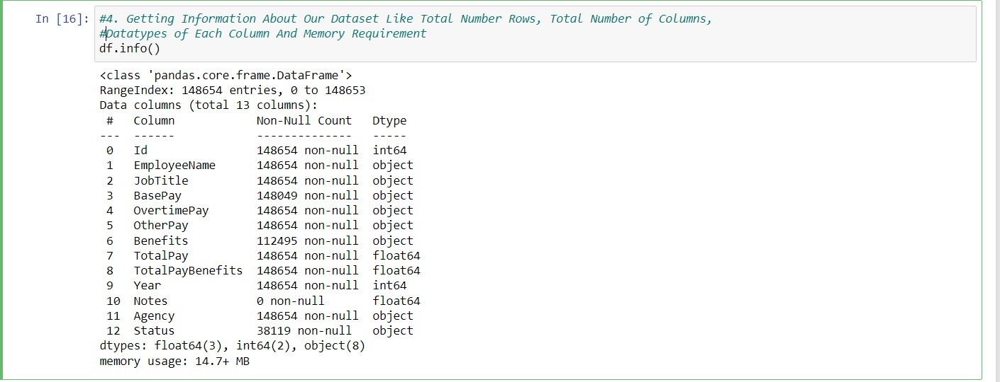 In [16]: #4. Getting Information About Our Dataset Like Total Number Rows, Total Number of Columns,
#Datatypes of Each Column And Memory Requirement
df.info()
<class 'pandas.core.frame.DataFrame'>
RangeIndex: 148654 entries, 0 to 148653
Data columns (total 13 columns):
 #   Column            Non-Null Count   Dtype
---  ------            --------------   -----
 0   Id                148654 non-null  int64
 1   EmployeeName      148654 non-null  object
 2   JobTitle          148654 non-null  object
 3   BasePay           148049 non-null  object
 4   OvertimePay       148654 non-null  object
 5   OtherPay          148654 non-null  object
 6   Benefits          112495 non-null  object
 7   TotalPay          148654 non-null  float64
 8   TotalPayBenefits  148654 non-null  float64
 9   Year              148654 non-null  int64
 10  Notes             0 non-null       float64
 11  Agency            148654 non-null  object
 12  Status            38119 non-null   object
dtypes: float64(3), int64(2), object(8)
memory usage: 14.7+ MB